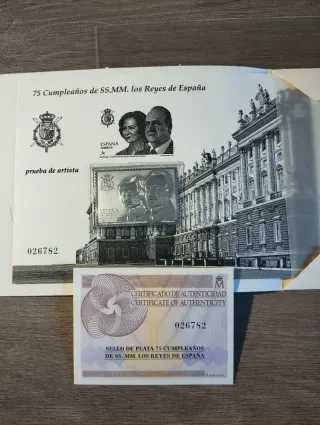 75 Cumpleaños de SS.MM. los Reyes de España
ESPAÑA
CORREOS
prueba de artista
026782
CERTIFICADO DE AUTENTICIDAD
CERTIFICATE OF AUTHENTICITY
026782
SELLO DE PLATA 75 CUMPLEAÑOS
DE SS. MM. LOS REYES DE ESPAÑA